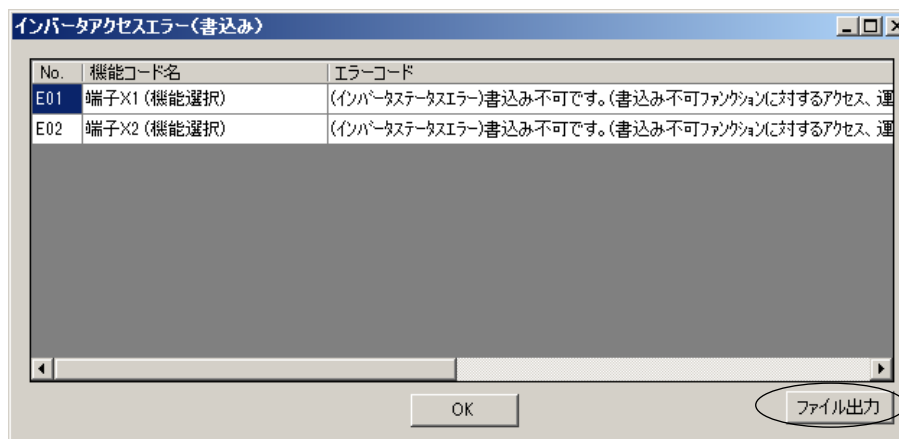 インバータアクセスエラー(書込み)
No. 機能コード名 エラーコード
E01 端子X1 (機能選択) (インバータステータスエラー)書込み不可です。(書込み不可ファンクションに対するアクセス、運
E02 端子X2 (機能選択) (インバータステータスエラー)書込み不可です。(書込み不可ファンクションに対するアクセス、運
OK ファイル出力